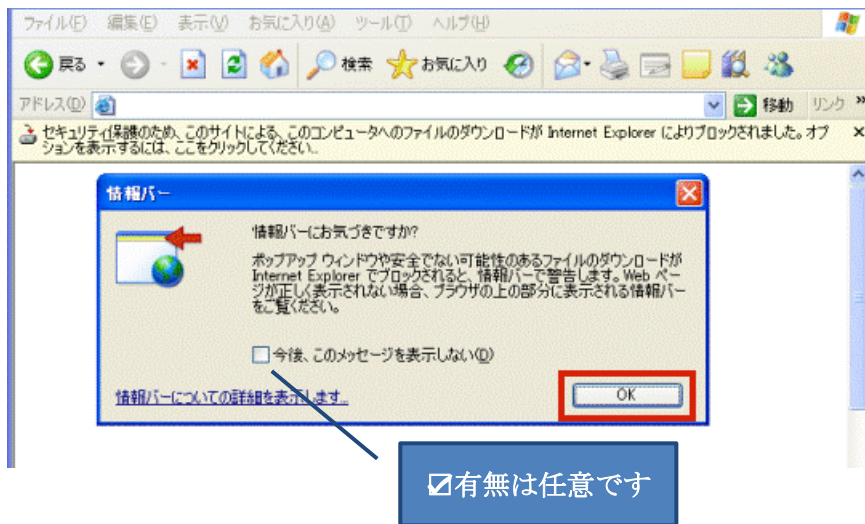 ファイル(F) 編集(E) 表示(V) お気に入り(A) ツール(T) ヘルプ(H)
戻る 検索 お気に入り
アドレス(D) 移動 リンク »
セキュリティ保護のため、このサイトによる、このコンピュータへのファイルのダウンロードが Internet Explorer によりブロックされました。オプ
ションを表示するには、ここをクリックしてください...
情報バー
情報バーにお気づきですか?
ポップアップ ウィンドウや安全でない可能性のあるファイルのダウンロードが
Internet Explorer でブロックされると、情報バーで警告します。Web ペー
ジが正しく表示されない場合、ブラウザの上の部分に表示される情報バー
をご覧ください。
今後、このメッセージを表示しない(D)
情報バーについての詳細を表示します...
OK
☑有無は任意です